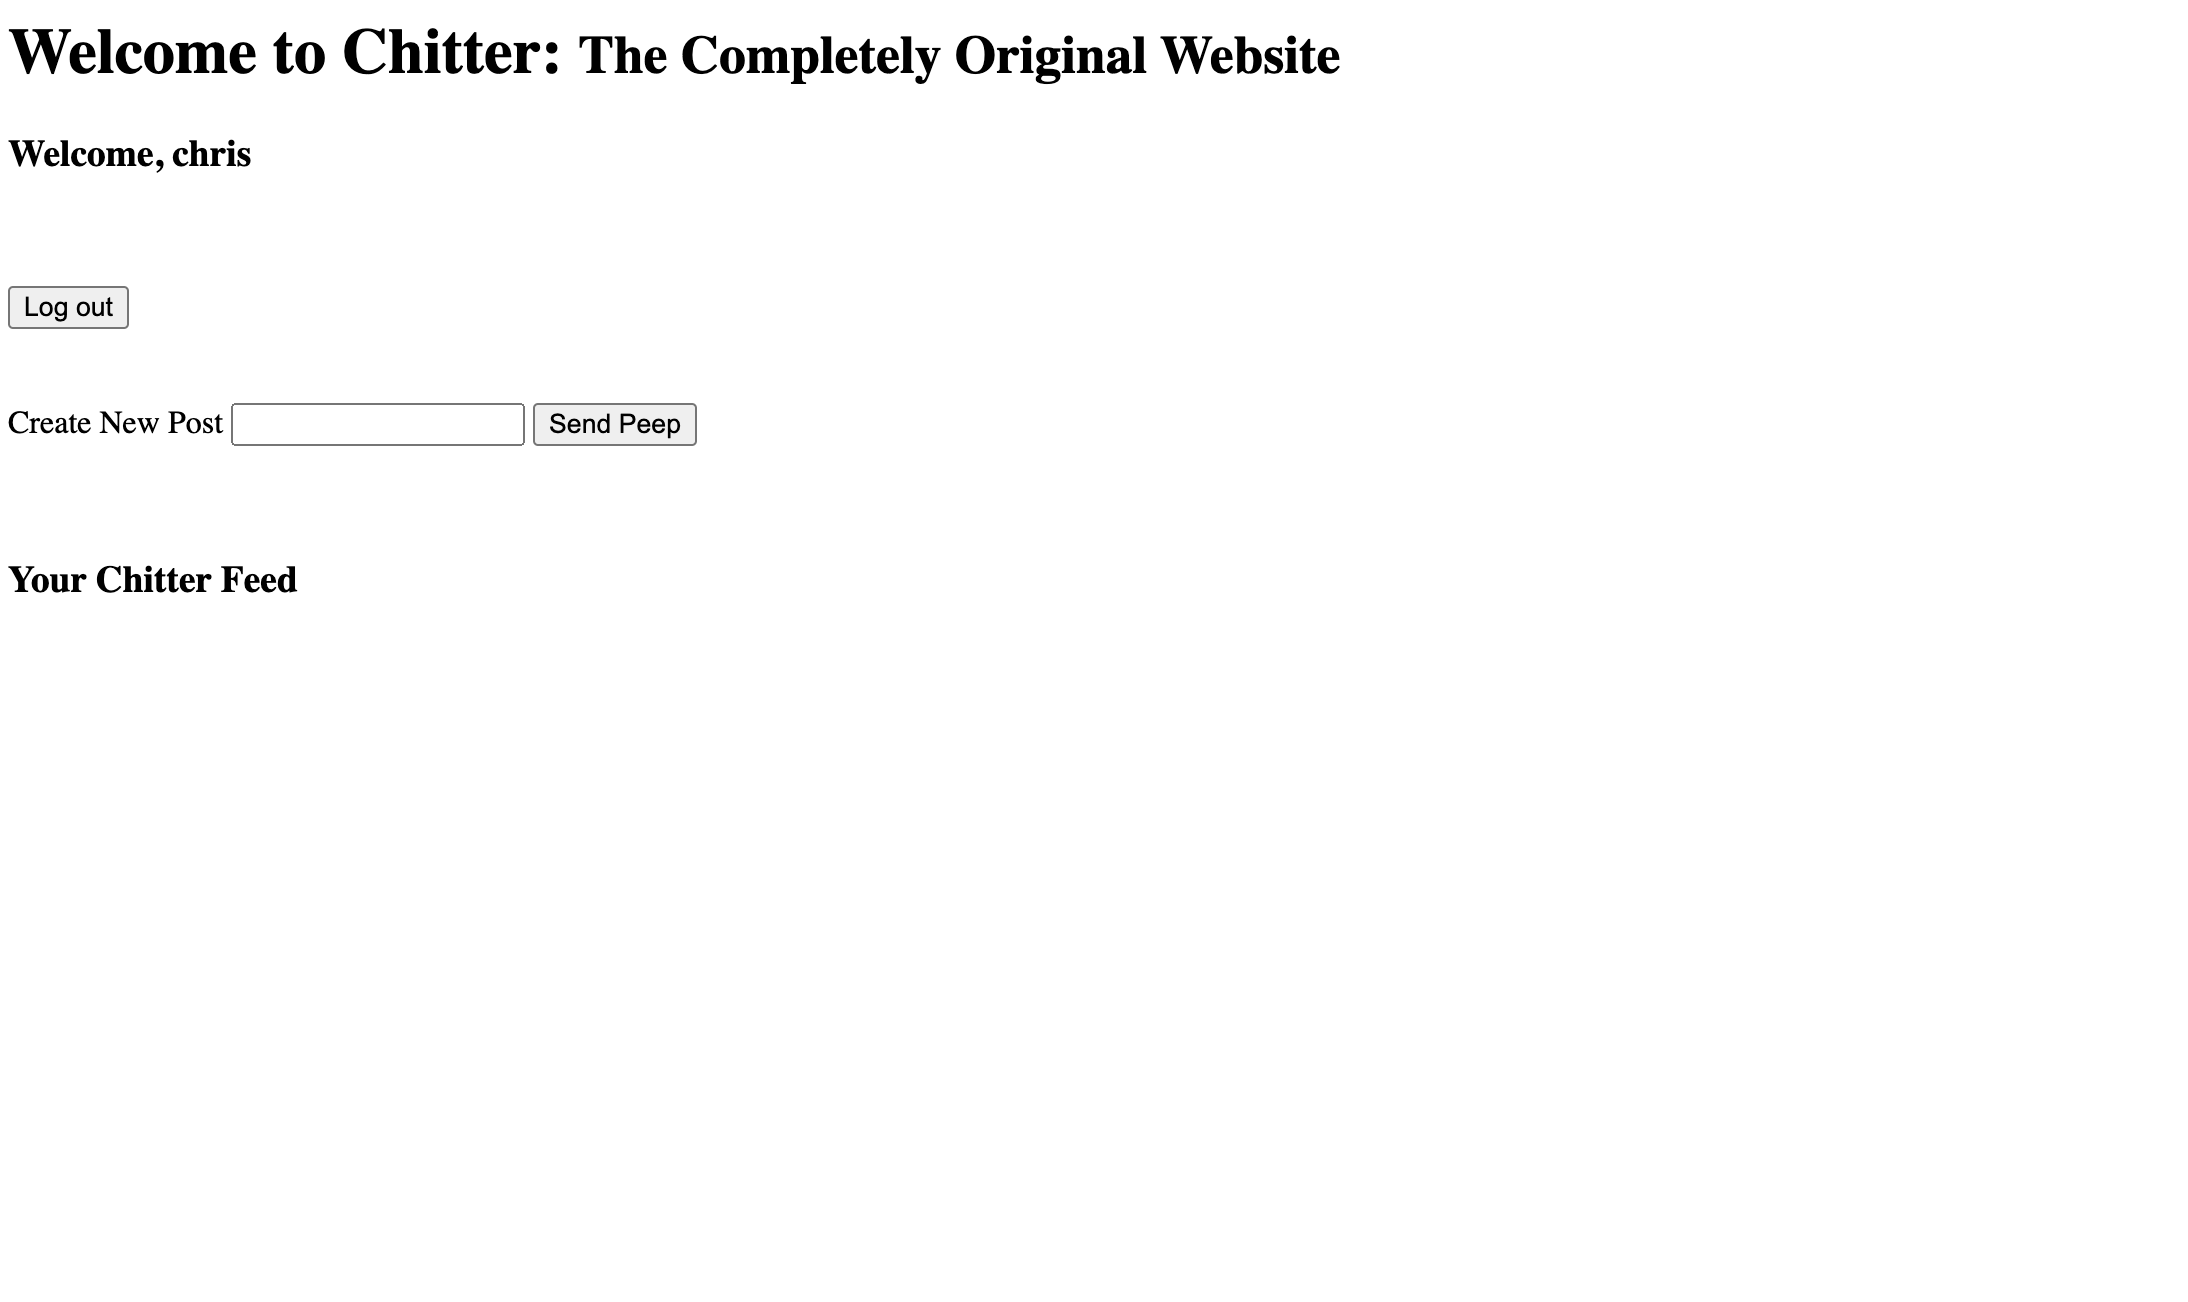 Welcome to Chitter: The Completely Original Website
Welcome, chris
Log out
Create New Post Send Peep
Your Chitter Feed